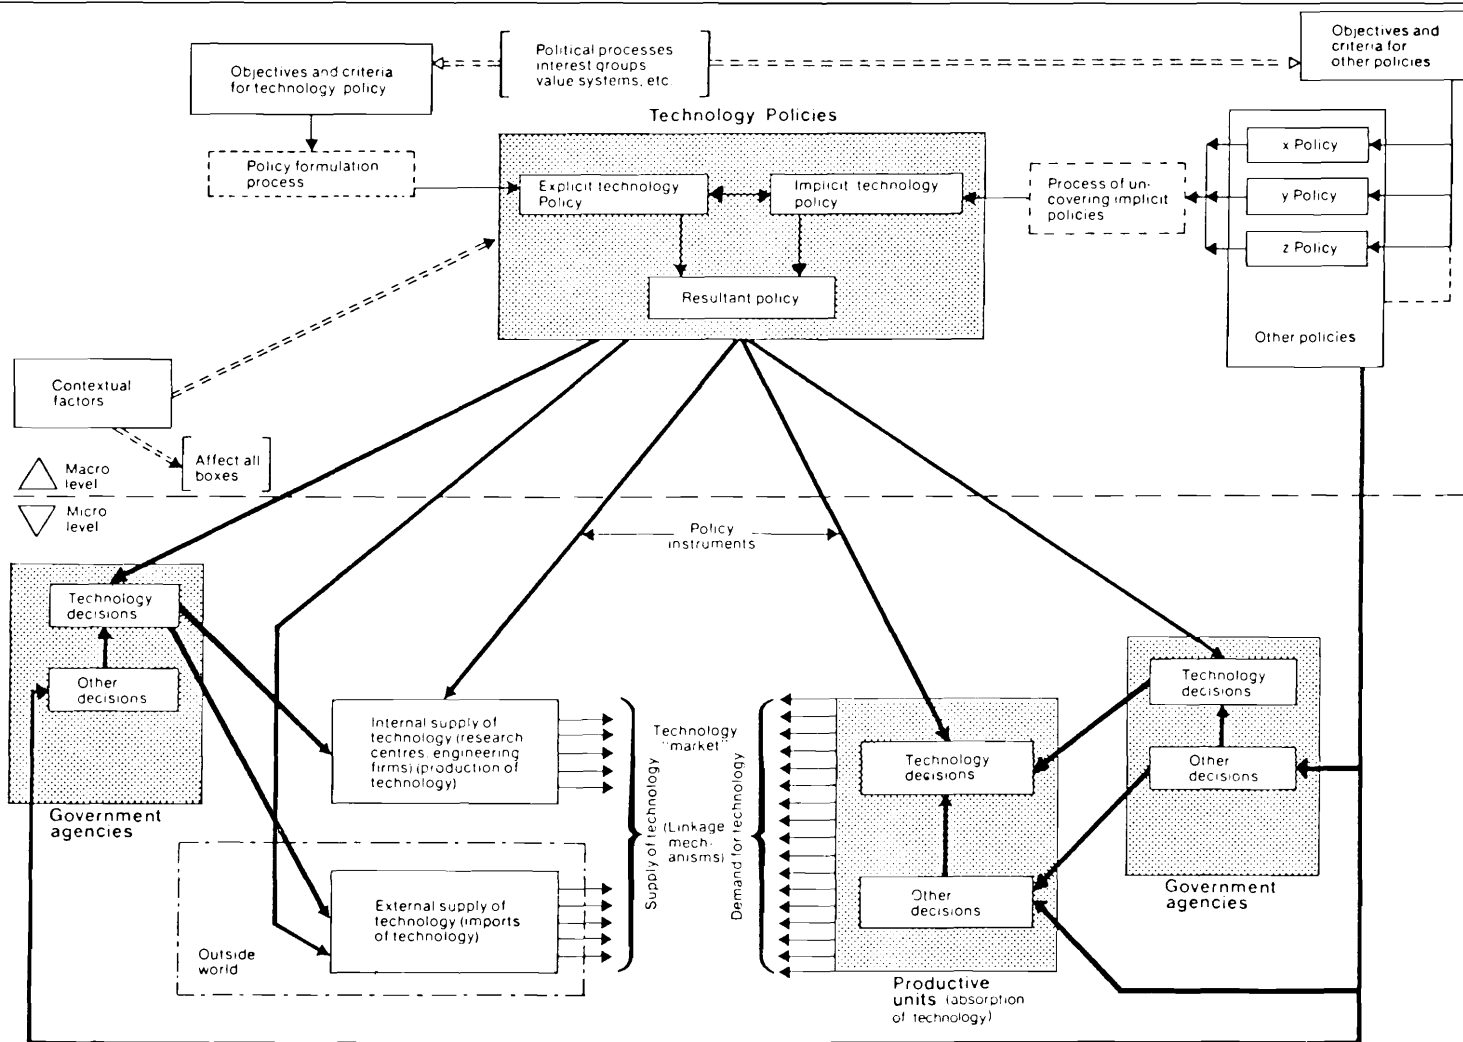 Objectives and criteria
for technology policy
Political processes
interest groups
value systems, etc
Objectives and
criteria for
other policies
Technology Policies
Policy formulation
process
Explicit technology
Policy
Implicit technology
policy
Resultant policy
Process of un-
covering implicit
policies
x Policy
y Policy
z Policy
Other policies
Contextual
factors
Affect all
boxes
Macro
level
Micro
level
Policy
instruments
Technology
decisions
Other
decisions
Government
agencies
Internal supply of
technology (research
centres, engineering
firms) (production of
technology)
External supply of
technology (imports
of technology)
Outside
world
Supply of technology
Technology
"market"
(Linkage
mech-
anisms)
Demand for technology
Technology
decisions
Other
decisions
Productive
units (absorption
of technology)
Technology
decisions
Other
decisions
Government
agencies